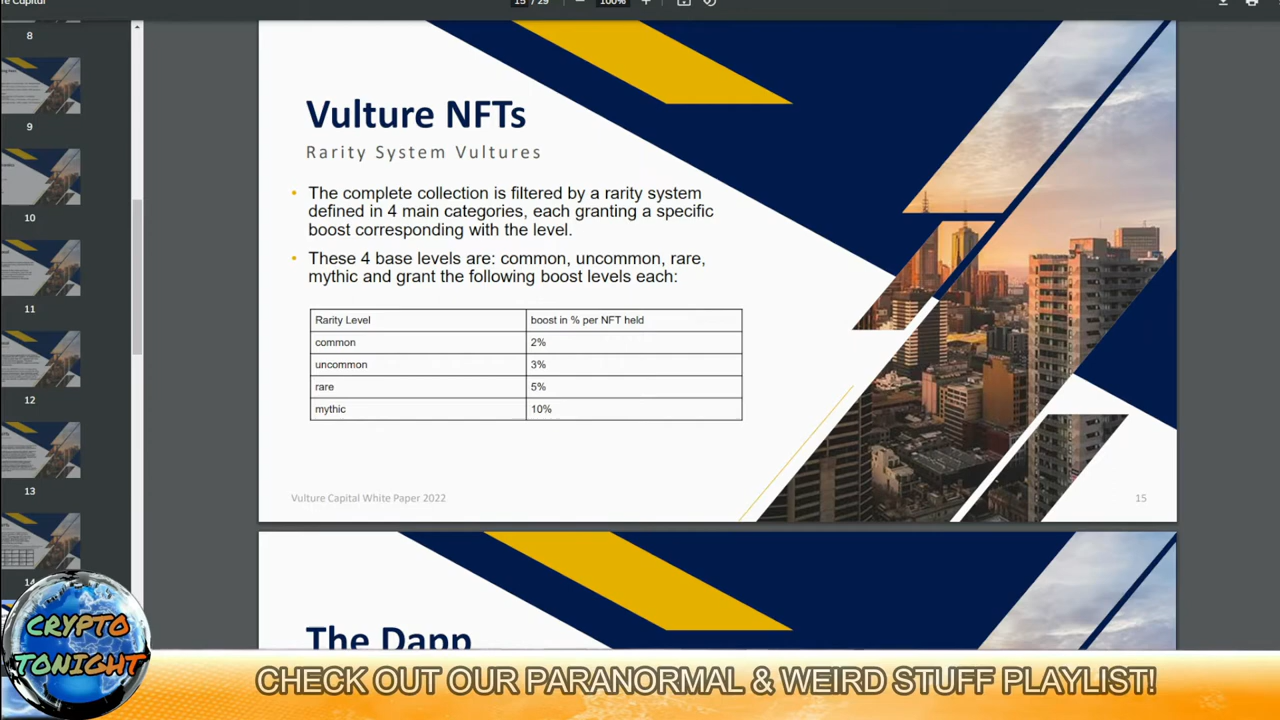 15 / 29
100%
8
9
10
11
12
13
14
Vulture NFTs
Rarity System Vultures
• The complete collection is filtered by a rarity system
defined in 4 main categories, each granting a specific
boost corresponding with the level.
• These 4 base levels are: common, uncommon, rare,
mythic and grant the following boost levels each:
Rarity Level boost in % per NFT held
common 2%
uncommon 3%
rare 5%
mythic 10%
Vulture Capital White Paper 2022
15
The Dapp
CRYPTO
TONIGHT
CHECK OUT OUR PARANORMAL & WEIRD STUFF PLAYLIST!